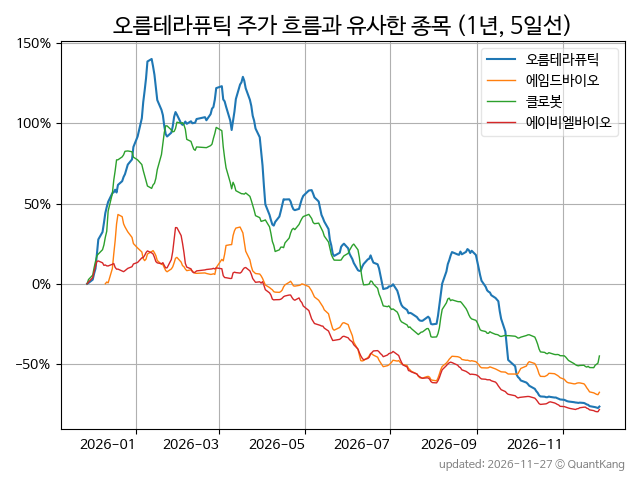 오름테라퓨틱 주가 흐름과 유사한 종목 (1년, 5일선)
150%
100%
50%
0%
−50%
오름테라퓨틱
에임드바이오
클로봇
에이비엘바이오
2026-01 2026-03 2026-05 2026-07 2026-09 2026-11
updated: 2026-11-27 © QuantKang